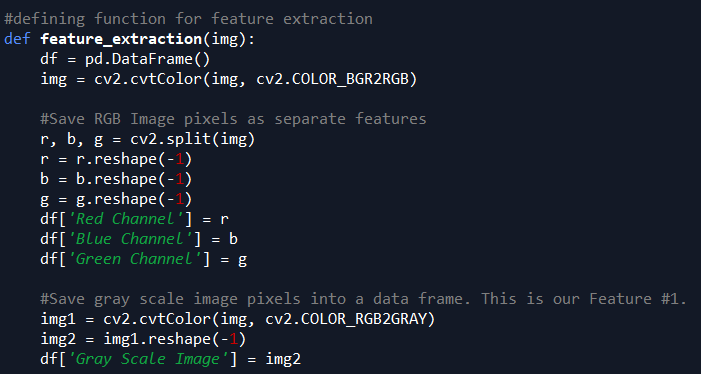 #defining function for feature extraction
def feature_extraction(img):
    df = pd.DataFrame()
    img = cv2.cvtColor(img, cv2.COLOR_BGR2RGB)

    #Save RGB Image pixels as separate features
    r, b, g = cv2.split(img)
    r = r.reshape(-1)
    b = b.reshape(-1)
    g = g.reshape(-1)
    df['Red Channel'] = r
    df['Blue Channel'] = b
    df['Green Channel'] = g

    #Save gray scale image pixels into a data frame. This is our Feature #1.
    img1 = cv2.cvtColor(img, cv2.COLOR_RGB2GRAY)
    img2 = img1.reshape(-1)
    df['Gray Scale Image'] = img2